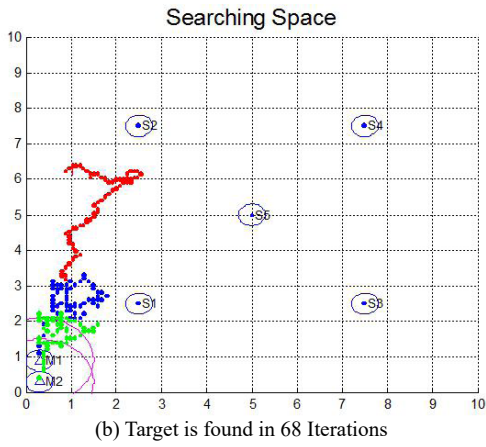 Searching Space
10
9
8
7
6
5
4
3
2
1
0
S2
S4
S5
S1
S3
M1
M2
0 1 2 3 4 5 6 7 8 9 10
(b) Target is found in 68 Iterations